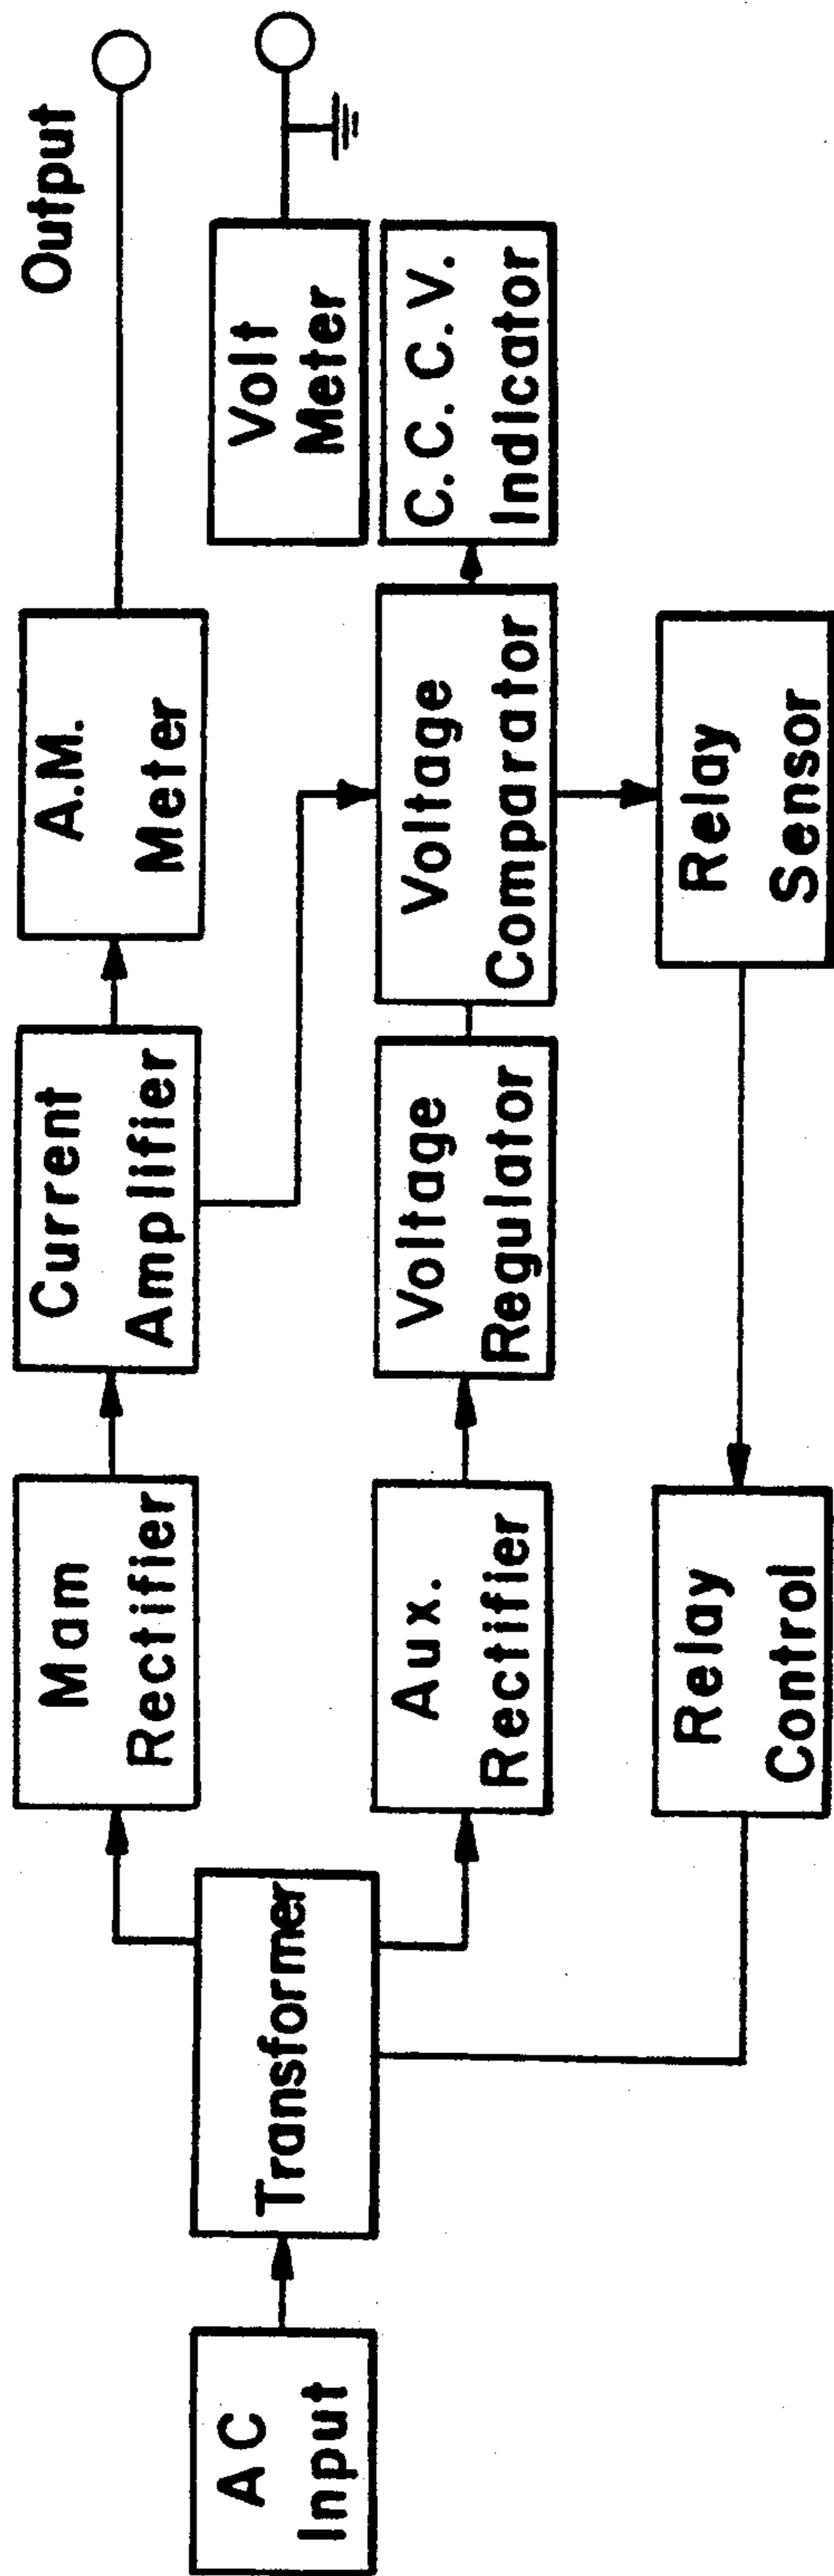 AC
Input
Transformer
Mam
Rectifier
Current
Amplifier
A.M.
Meter
Output
Aux.
Rectifier
Voltage
Regulator
Voltage
Comparator
Volt
Meter
C. C. C. V.
Indicator
Relay
Control
Relay
Sensor